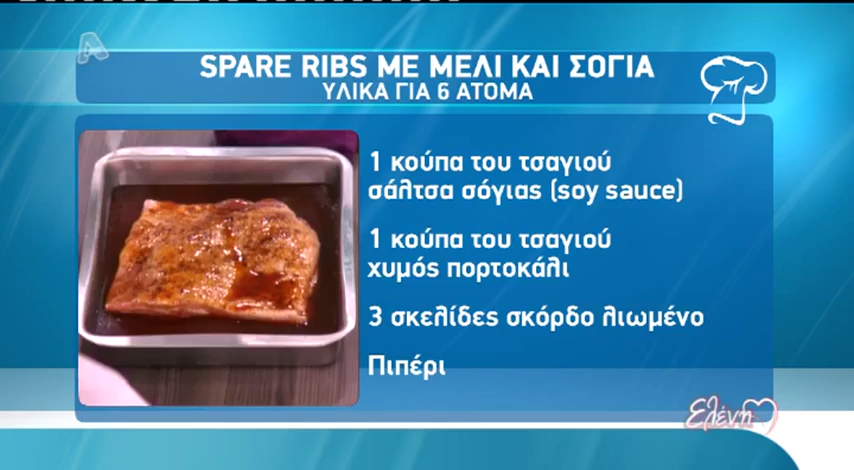 SPARE RIBS ΜΕ ΜΕΛΙ ΚΑΙ ΣΟΓΙΑ
ΥΛΙΚΑ ΓΙΑ 6 ΑΤΟΜΑ
1 κούπα του τσαγιού
σάλτσα σόγιας (soy sauce)
1 κούπα του τσαγιού
χυμός πορτοκάλι
3 σκελίδες σκόρδο λιωμένο
Πιπέρι
Ελένη